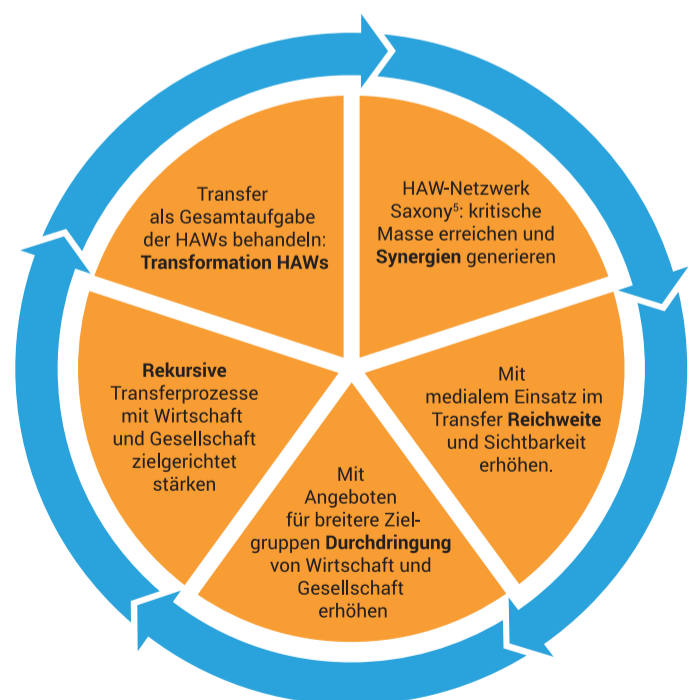 Transfer
als Gesamtaufgabe
der HAWs behandeln:
Transformation HAWs
HAW-Netzwerk
Saxony⁵: kritische
Masse erreichen und
Synergien generieren
Mit
medialem Einsatz im
Transfer Reichweite
und Sichtbarkeit
erhöhen.
Mit
Angeboten
für breitere Ziel-
gruppen Durchdringung
von Wirtschaft und
Gesellschaft
erhöhen
Rekursive
Transferprozesse
mit Wirtschaft
und Gesellschaft
zielgerichtet
stärken